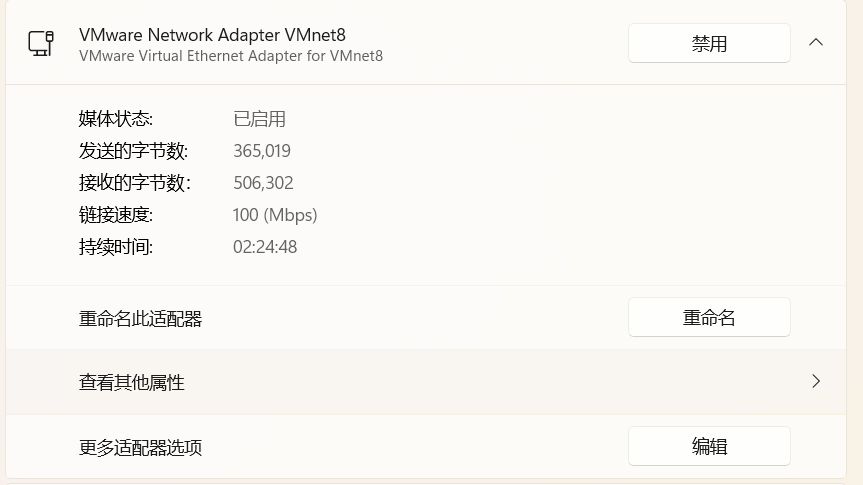 VMware Network Adapter VMnet8
VMware Virtual Ethernet Adapter for VMnet8
禁用
媒体状态: 已启用
发送的字节数: 365,019
接收的字节数: 506,302
链接速度: 100 (Mbps)
持续时间: 02:24:48
重命名此适配器 重命名
查看其他属性
更多适配器选项 编辑